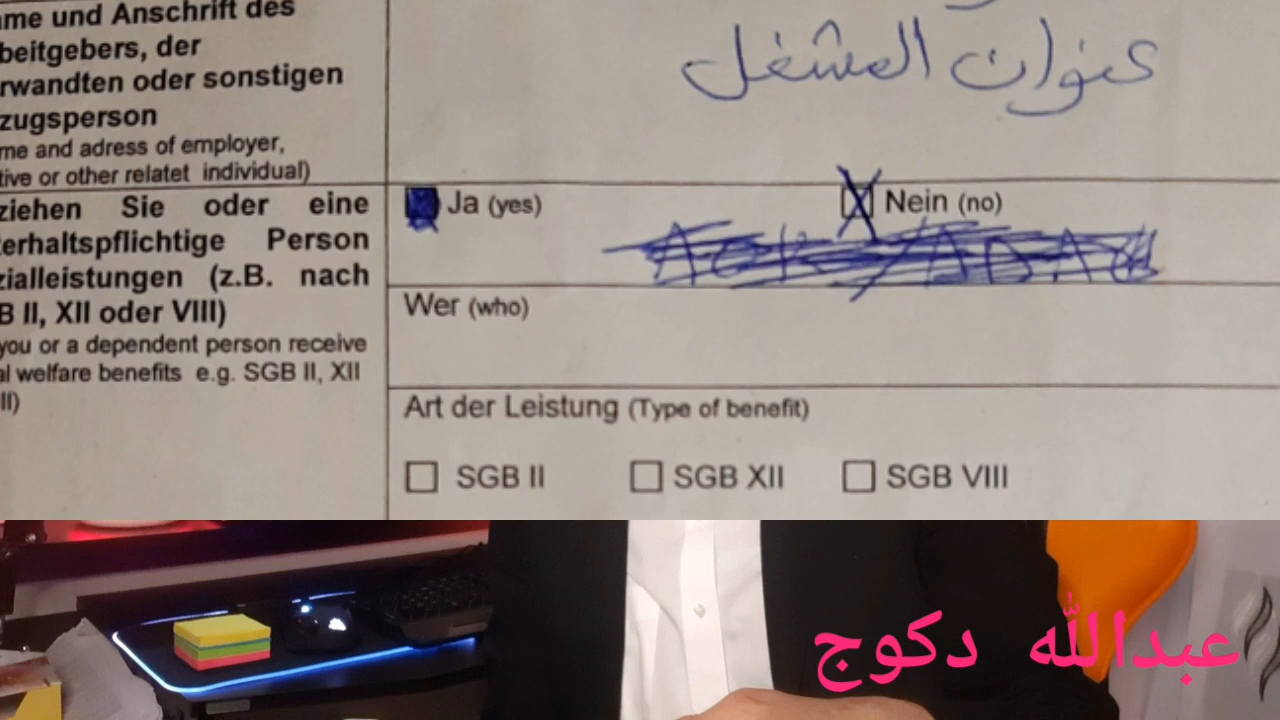 me und Anschrift des
beitgebers, der
rwandten oder sonstigen
zugsperson
me and adress of employer,
tive or other relatet individual)
عنوان المشغل
ziehen Sie oder eine
erhaltspflichtige Person
zialleistungen (z.B. nach
B II, XII oder VIII)
you or a dependent person receive
al welfare benefits e.g. SGB II, XII
II)
Ja (yes)
Nein (no)
Wer (who)
Art der Leistung (Type of benefit)
SGB II
SGB XII
SGB VIII
عبدالله دكوج